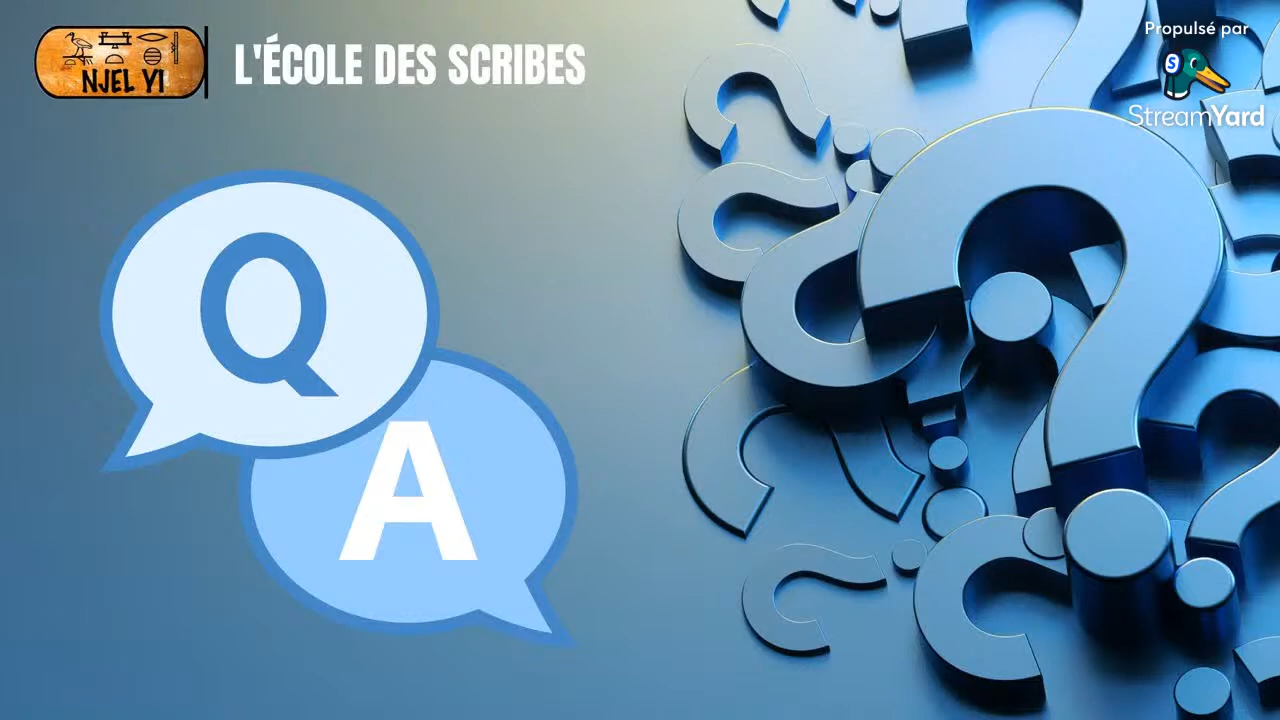 NJEL YI
L'ÉCOLE DES SCRIBES
Propulsé par
StreamYard
S
Q
A